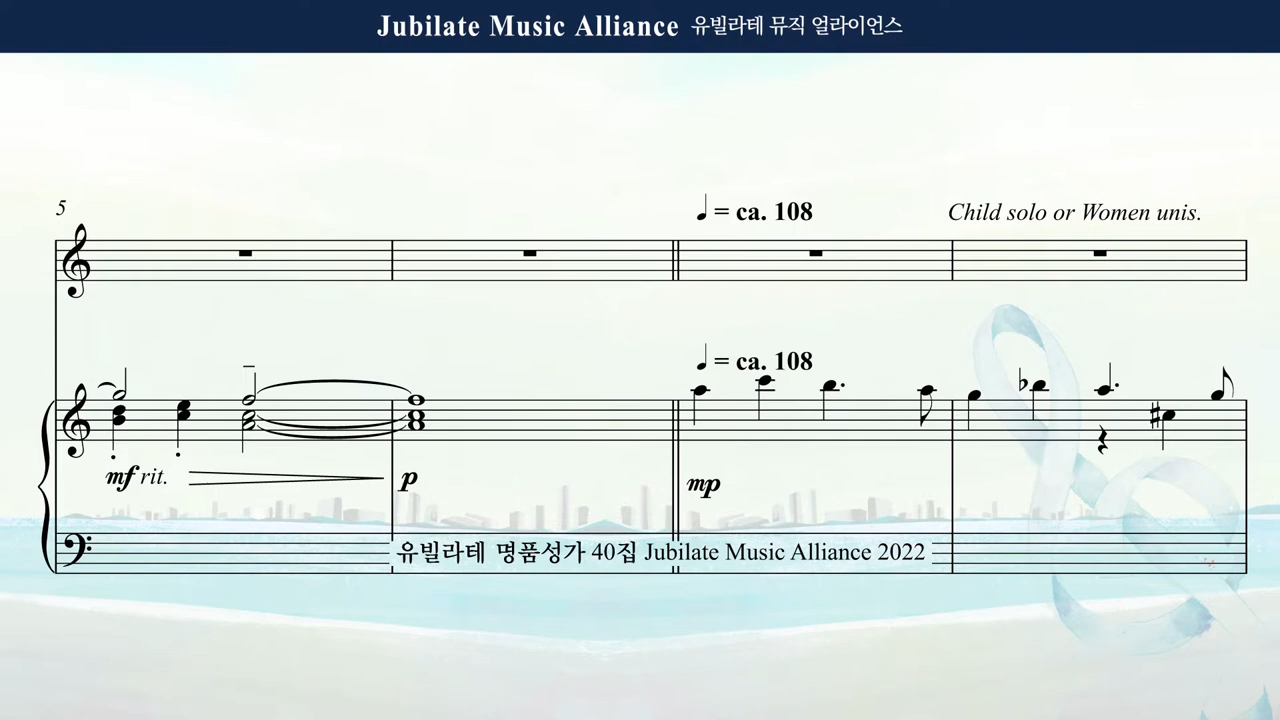 Jubilate Music Alliance 유빌라테 뮤직 얼라이언스
5
♩ = ca. 108
Child solo or Women unis.
♩ = ca. 108
mf rit.
p
mp
유빌라테 명품성가 40집 Jubilate Music Alliance 2022